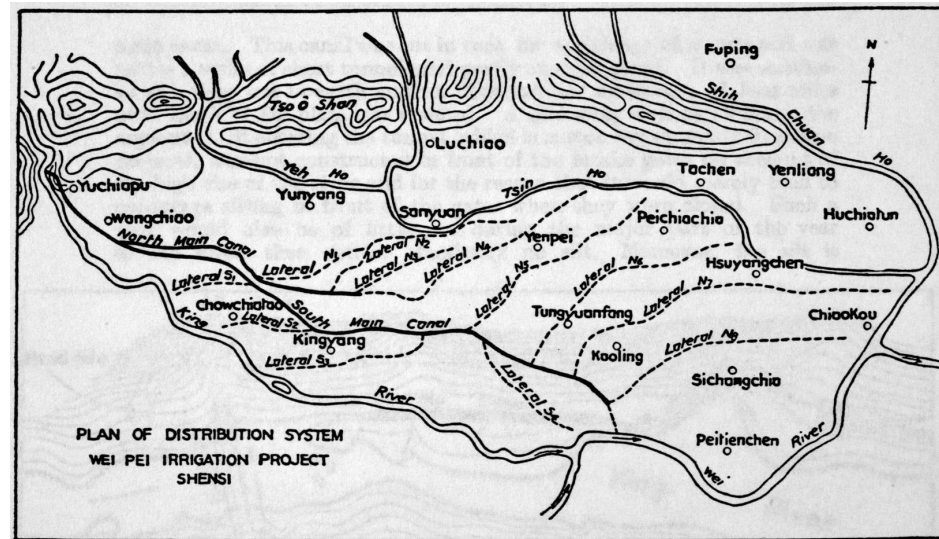 Fuping
N
Shih
Chuan
Ho
Tso o Shan
Luchiao
Yeh Ho
Yunyang
Yuchiapu
Wangchiao
Sanyuan
Tsin Ho
Tachen
Yenliang
Peichiachia
Huchiatun
Yenpei
North Main Canal
Lateral N1
Lateral N2
Lateral N3
Lateral N4
Lateral N5
Lateral N6
Hsuyangchen
Lateral N7
Lateral S1
Chowchiatao
Lateral S2
South Main Canal
Tungyuanfang
ChiaoKou
King
River
Kingyang
Lateral S3
Kaoling
Lateral N8
Sichangchia
Lateral S4
Peitienchen
Wei River
PLAN OF DISTRIBUTION SYSTEM
WEI PEI IRRIGATION PROJECT
SHENSI